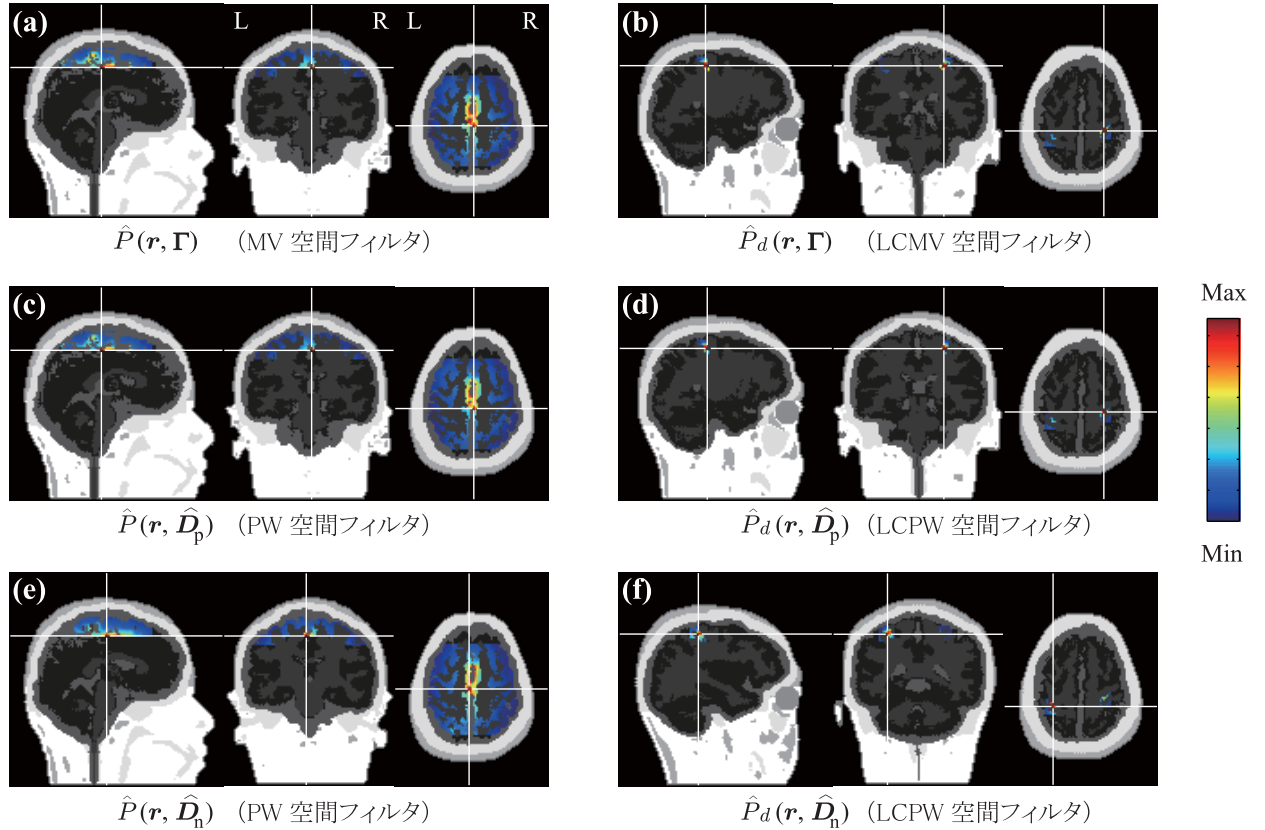 (a) L R L R
(b)
P̂(r, Γ) (MV 空間フィルタ)
P̂d(r, Γ) (LCMV 空間フィルタ)
(c)
(d)
Max
Min
P̂(r, D̂p) (PW 空間フィルタ)
P̂d(r, D̂p) (LCPW 空間フィルタ)
(e)
(f)
P̂(r, D̂n) (PW 空間フィルタ)
P̂d(r, D̂n) (LCPW 空間フィルタ)